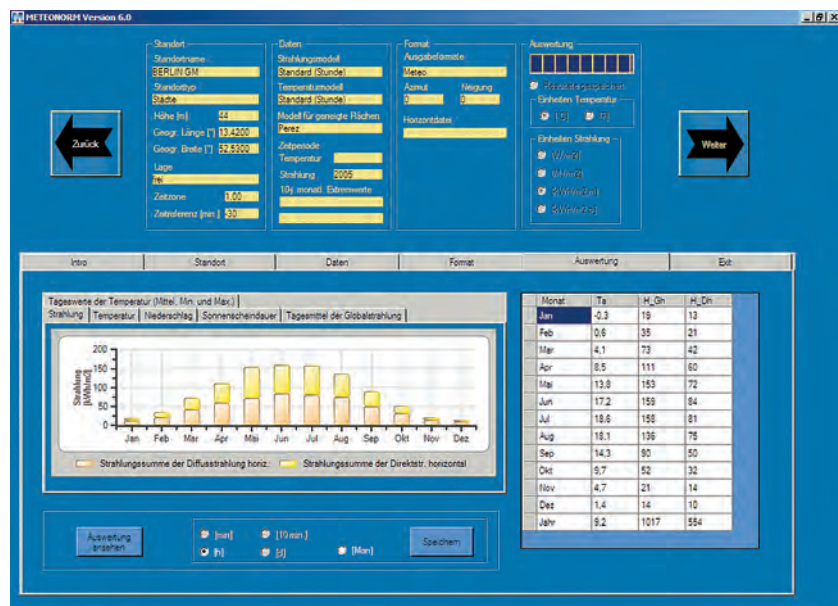 METEONORM Version 6.0
Standort
Standortname
BERLIN GM
Standorttyp
Städte
Höhe [m] 44
Geogr. Länge [°] 13,4200
Geogr. Breite [°] 52,5300
Lage
frei
Zeitzone 1.00
Zeitreferenz [min.] -30
Daten
Strahlungsmodell
Standard (Stunde)
Temperaturmodell
Standard (Stunde)
Modell für geneigte Flächen
Perez
Zeitperiode
Temperatur
Strahlung 2005
10-j. monatl. Extremwerte
Format
Ausgabeformate
Meteo
Azimut Neigung
0 0
Horizontdatei
Auswertung
Resultate gespeichert
Einheiten Temperatur
Einheiten Strahlung
Zurück
Weiter
Intro Standort Daten Format Auswertung Exit
Tageswerte der Temperatur (Mittel, Min. und Max.)
Strahlung Temperatur Niederschlag Sonnenscheindauer Tagesmittel der Globalstrahlung
Strahlung
[kWh/m2]
200
150
100
50
0
Jan Feb Mar Apr Mai Jun Jul Aug Sep Okt Nov Dez
Strahlungssumme der Diffusstrahlung horiz. Strahlungssumme der Direktstr. horizontal
Monat Ta H_Gh H_Dh
Jan -0.3 19 13
Feb 0.6 35 21
Mar 4,1 73 42
Apr 8,5 111 60
Mai 13,8 153 72
Jun 17,2 159 84
Jul 18,6 158 81
Aug 18,1 136 75
Sep 14,3 90 50
Okt 9,7 52 32
Nov 4,7 21 14
Dez 1,4 14 10
Jahr 9,2 1017 554
Auswertung
ansehen
[min] [10 min.]
[h] [d] [Mon]
Speichern